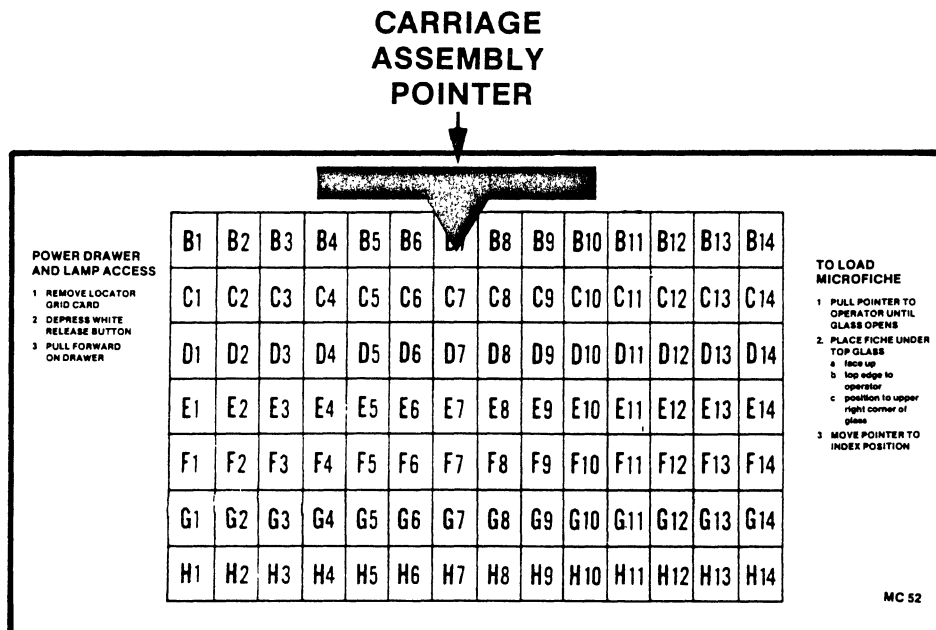 CARRIAGE
ASSEMBLY
POINTER
POWER DRAWER
AND LAMP ACCESS
1 REMOVE LOCATOR
GRID CARD
2 DEPRESS WHITE
RELEASE BUTTON
3 PULL FORWARD
ON DRAWER
B1 B2 B3 B4 B5 B6 B8 B9 B10 B11 B12 B13 B14
C1 C2 C3 C4 C5 C6 C7 C8 C9 C10 C11 C12 C13 C14
D1 D2 D3 D4 D5 D6 D7 D8 D9 D10 D11 D12 D13 D14
E1 E2 E3 E4 E5 E6 E7 E8 E9 E10 E11 E12 E13 E14
F1 F2 F3 F4 F5 F6 F7 F8 F9 F10 F11 F12 F13 F14
G1 G2 G3 G4 G5 G6 G7 G8 G9 G10 G11 G12 G13 G14
H1 H2 H3 H4 H5 H6 H7 H8 H9 H10 H11 H12 H13 H14
TO LOAD
MICROFICHE
1 PULL POINTER TO
OPERATOR UNTIL
GLASS OPENS
2. PLACE FICHE UNDER
TOP GLASS
a face up
b top edge to
operator
c position to upper
right corner of
glass
3 MOVE POINTER TO
INDEX POSITION
MC 52